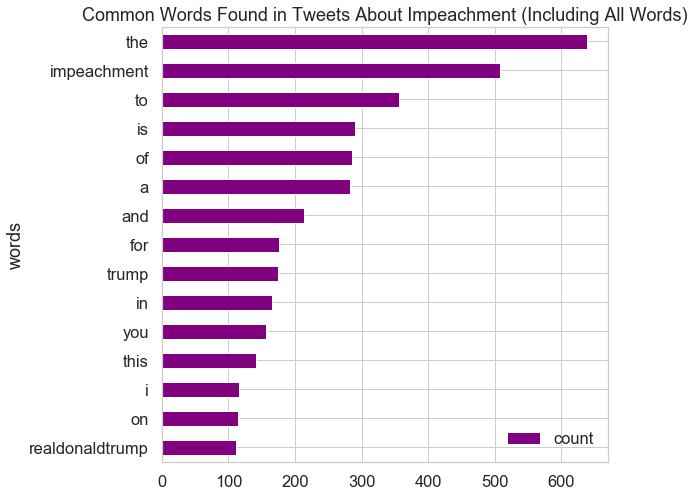 Common Words Found in Tweets About Impeachment (Including All Words)
the
impeachment
to
is
of
a
and
for
trump
in
you
this
i
on
realdonaldtrump
words
count
0 100 200 300 400 500 600